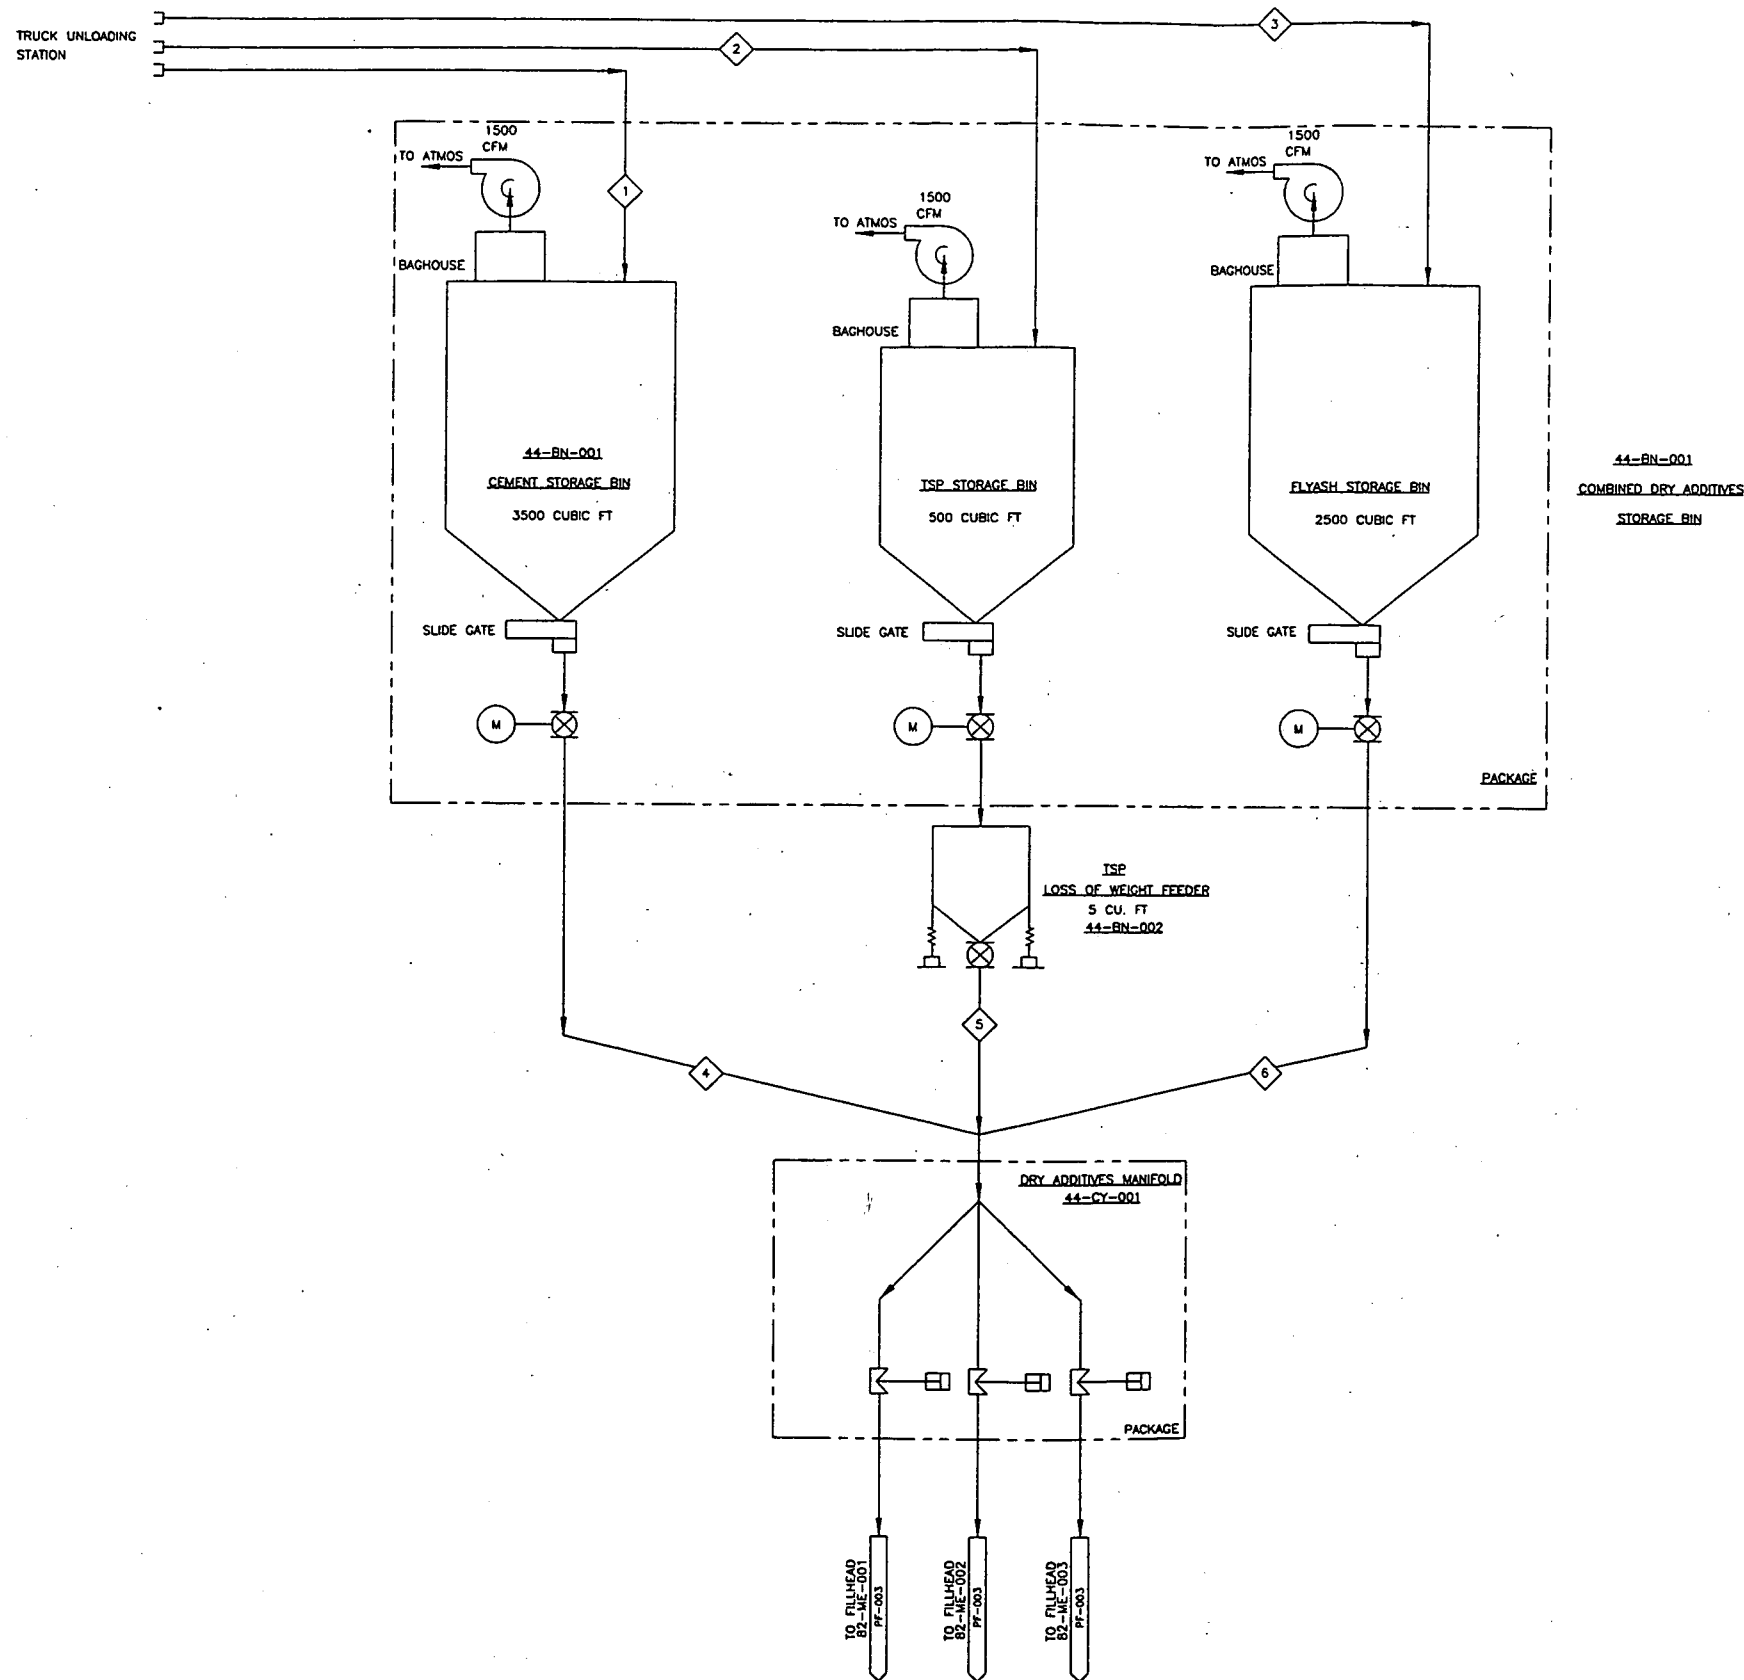 TRUCK UNLOADING
STATION
3
2
1
1500
CFM
TO ATMOS
BAGHOUSE
1500
CFM
TO ATMOS
BAGHOUSE
1500
CFM
TO ATMOS
BAGHOUSE
44-BN-001
CEMENT STORAGE BIN
3500 CUBIC FT
TSP STORAGE BIN
500 CUBIC FT
FLYASH STORAGE BIN
2500 CUBIC FT
44-BN-001
COMBINED DRY ADDITIVES
STORAGE BIN
SLIDE GATE
SLIDE GATE
SLIDE GATE
M
M
M
PACKAGE
TSP
LOSS OF WEIGHT FEEDER
5 CU. FT
44-BN-002
5
4
6
DRY ADDITIVES MANIFOLD
44-CY-001
PACKAGE
TO FILLHEAD
82-ME-001
PF-003
TO FILLHEAD
82-ME-002
PF-003
TO FILLHEAD
82-ME-003
PF-003